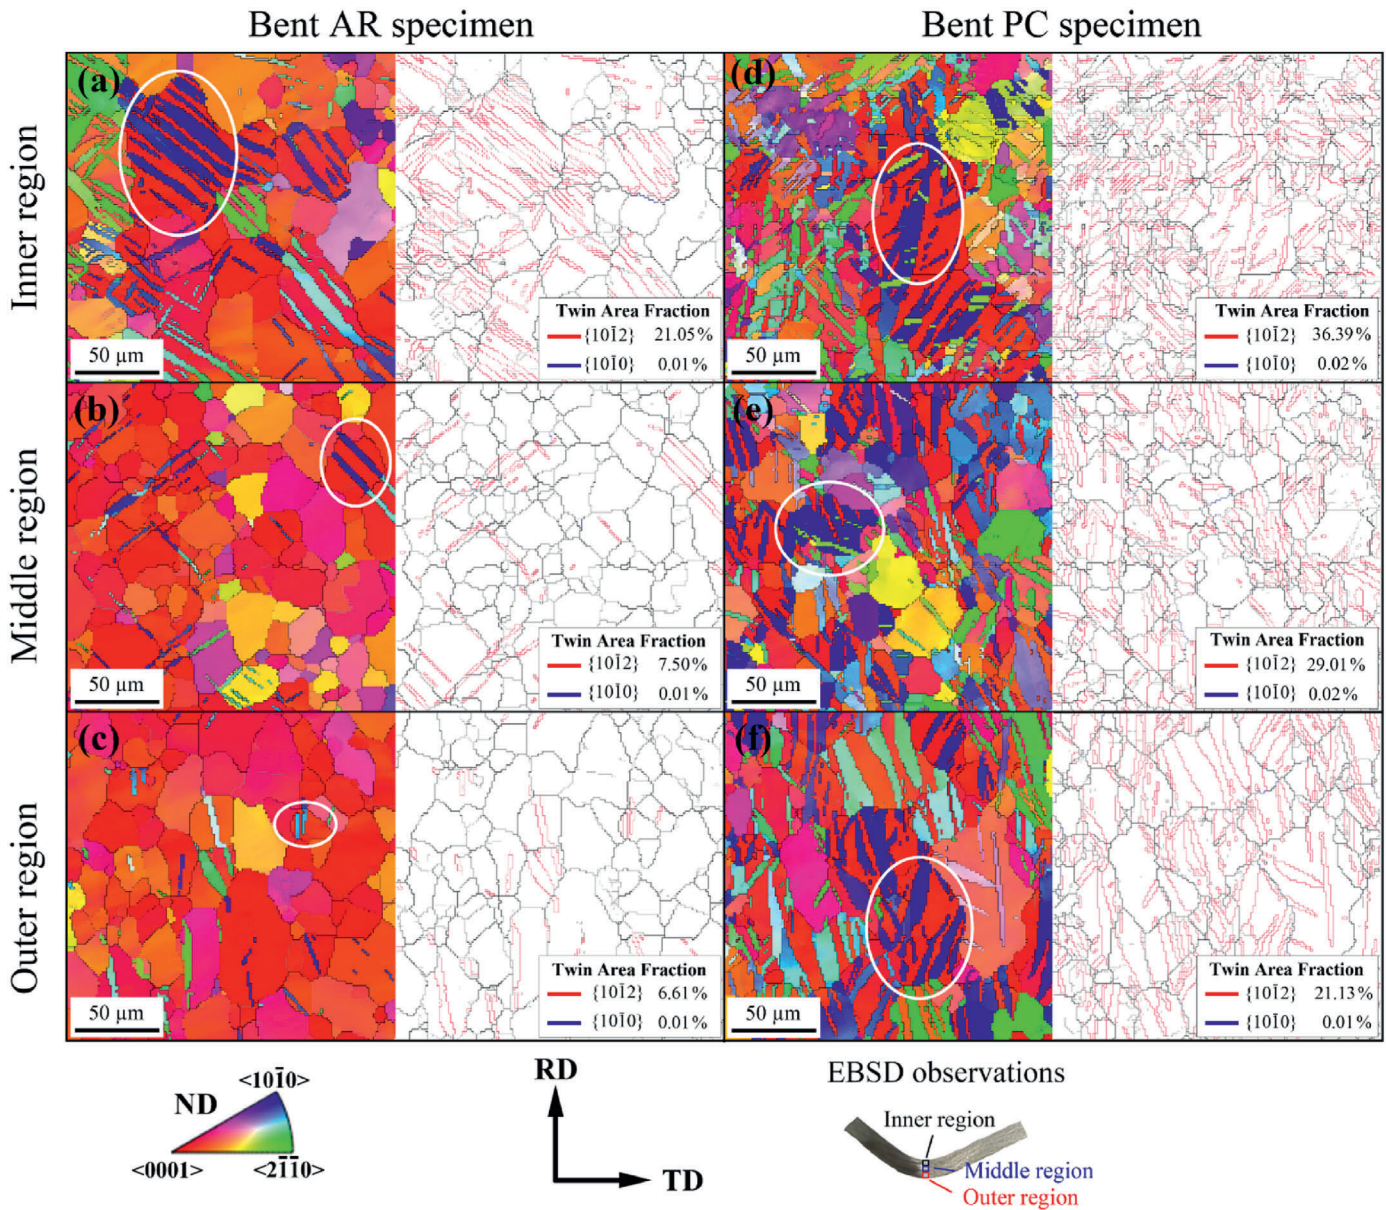 Bent AR specimen
Bent PC specimen
Inner region
Middle region
Outer region
(a)
50 µm
Twin Area Fraction
{101̄2} 21.05%
{101̄0} 0.01%
(d)
50 µm
Twin Area Fraction
{101̄2} 36.39%
{101̄0} 0.02%
(b)
50 µm
Twin Area Fraction
{101̄2} 7.50%
{101̄0} 0.01%
(e)
50 µm
Twin Area Fraction
{101̄2} 29.01%
{101̄0} 0.02%
(c)
50 µm
Twin Area Fraction
{101̄2} 6.61%
{101̄0} 0.01%
(f)
50 µm
Twin Area Fraction
{101̄2} 21.13%
{101̄0} 0.01%
ND
<101̄0>
<0001>
<21̄1̄0>
RD
TD
EBSD observations
Inner region
Middle region
Outer region